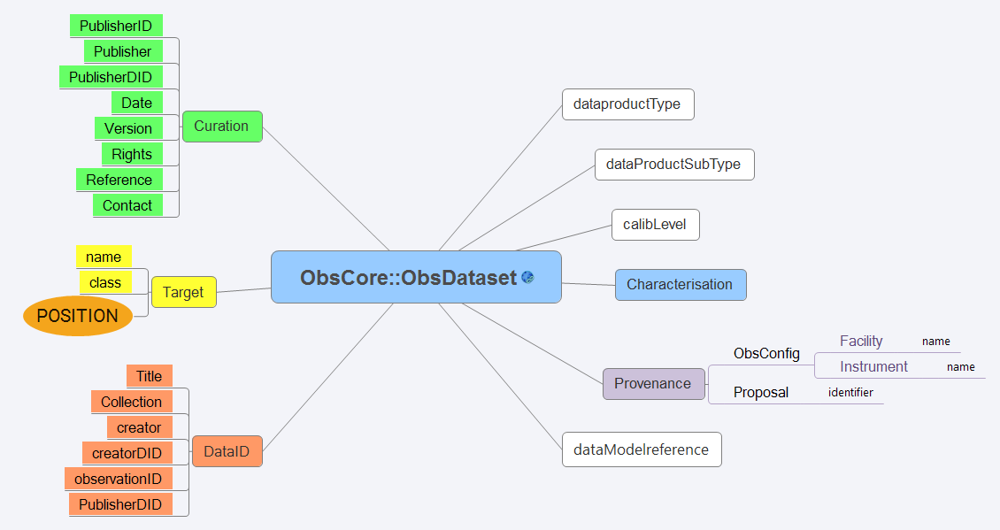 PublisherID
Publisher
PublisherDID
Date
Version
Rights
Reference
Contact
Curation
name
class
POSITION
Target
Title
Collection
creator
creatorDID
observationID
PublisherDID
DataID
ObsCore::ObsDataset
dataproductType
dataProductSubType
calibLevel
Characterisation
Provenance
ObsConfig
Facility name
Instrument name
Proposal identifier
dataModelreference